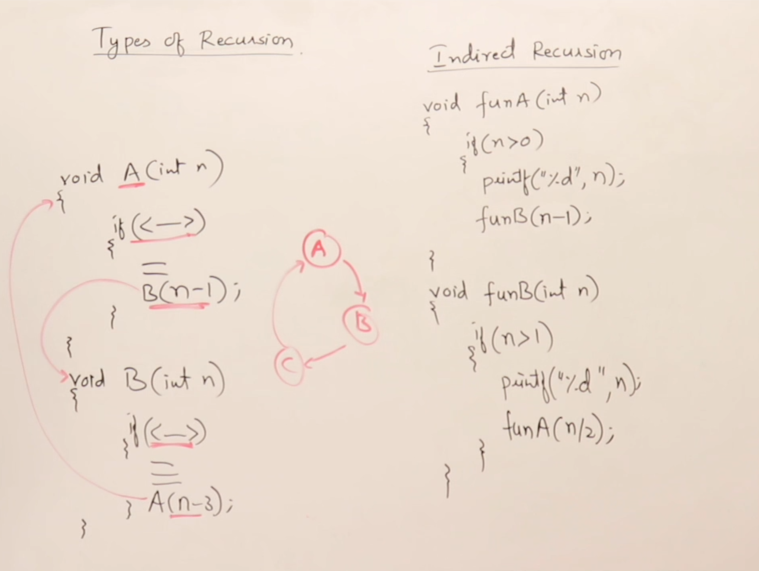 Types of Recursion.
void A(int n)
{
if(<—>)
{
B(n-1);
}
}
void B(int n)
{
if(<—>)
{
A(n-3);
}
}
A
B
C
Indirect Recursion
void funA(int n)
{
if(n>0)
{
printf("%d", n);
funB(n-1);
}
void funB(int n)
{
if(n>1)
{
printf("%d", n);
funA(n/2);
}
}